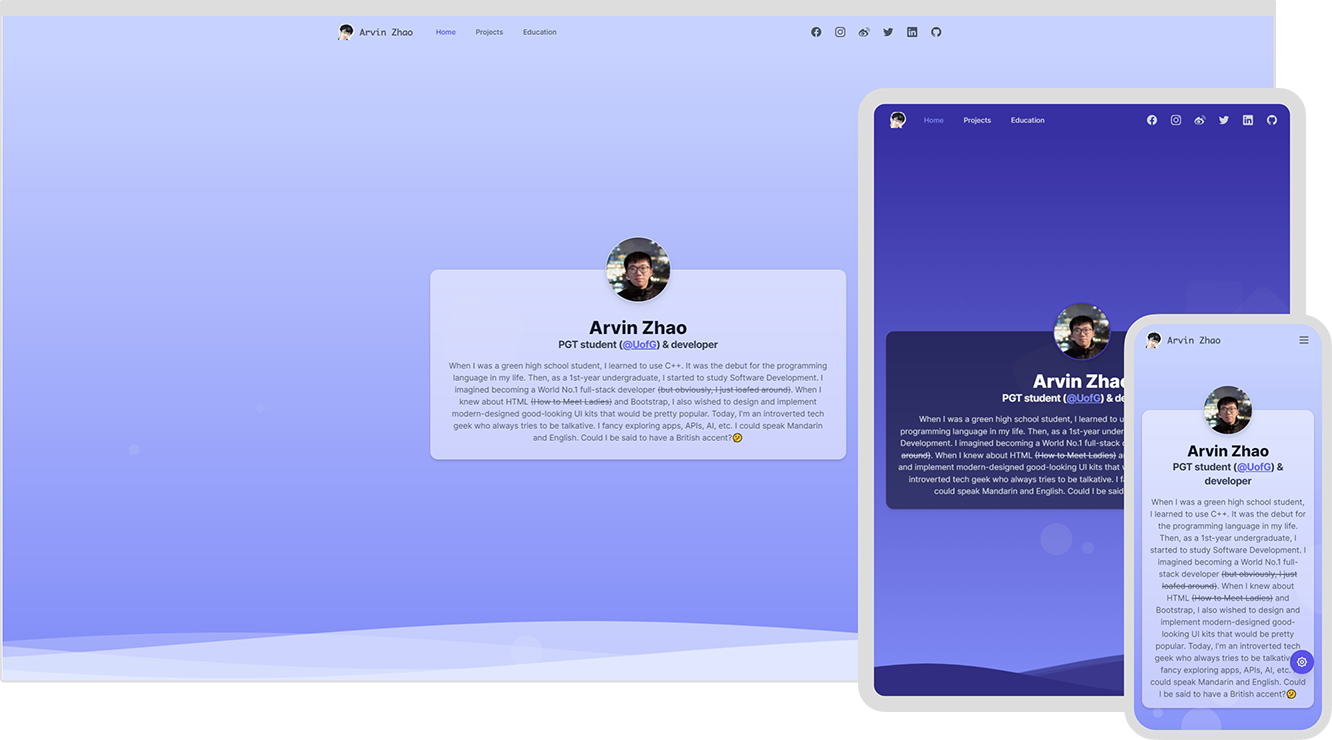 Arvin Zhao Home Projects Education
Arvin Zhao
PGT student (@UofG) & developer
When I was a green high school student, I learned to use C++. It was the debut for the programming
language in my life. Then, as a 1st-year undergraduate, I started to study Software Development. I
imagined becoming a World No.1 full-stack developer (but obviously, I just loafed around). When I
knew about HTML (How to Meet Ladies) and Bootstrap, I also wished to design and implement
modern-designed good-looking UI kits that would be pretty popular. Today, I'm an introverted tech
geek who always tries to be talkative. I fancy exploring apps, APIs, AI, etc. I could speak Mandarin
and English. Could I be said to have a British accent?🤔
Home Projects Education
Arvin Zhao
PGT student (@UofG) & de
When I was a green high school student, I learned to u
programming language in my life. Then, as a 1st-year under
Development. I imagined becoming a World No.1 full-stack
around). When I knew about HTML (How to Meet Ladies) a
and implement modern-designed good-looking UI kits that
introverted tech geek who always tries to be talkative. I fa
could speak Mandarin and English. Could I be said
Arvin Zhao
Arvin Zhao
PGT student (@UofG) &
developer
When I was a green high school student,
I learned to use C++. It was the debut for
the programming language in my life.
Then, as a 1st-year undergraduate, I
started to study Software Development. I
imagined becoming a World No.1 full-
stack developer (but obviously, I just
loafed around). When I knew about
HTML (How to Meet Ladies) and
Bootstrap, I also wished to design and
implement modern-designed good-
looking UI kits that would be pretty
popular. Today, I'm an introverted tech
geek who always tries to be talkativ
fancy exploring apps, APIs, AI, etc.
could speak Mandarin and English. Could
I be said to have a British accent?🤔